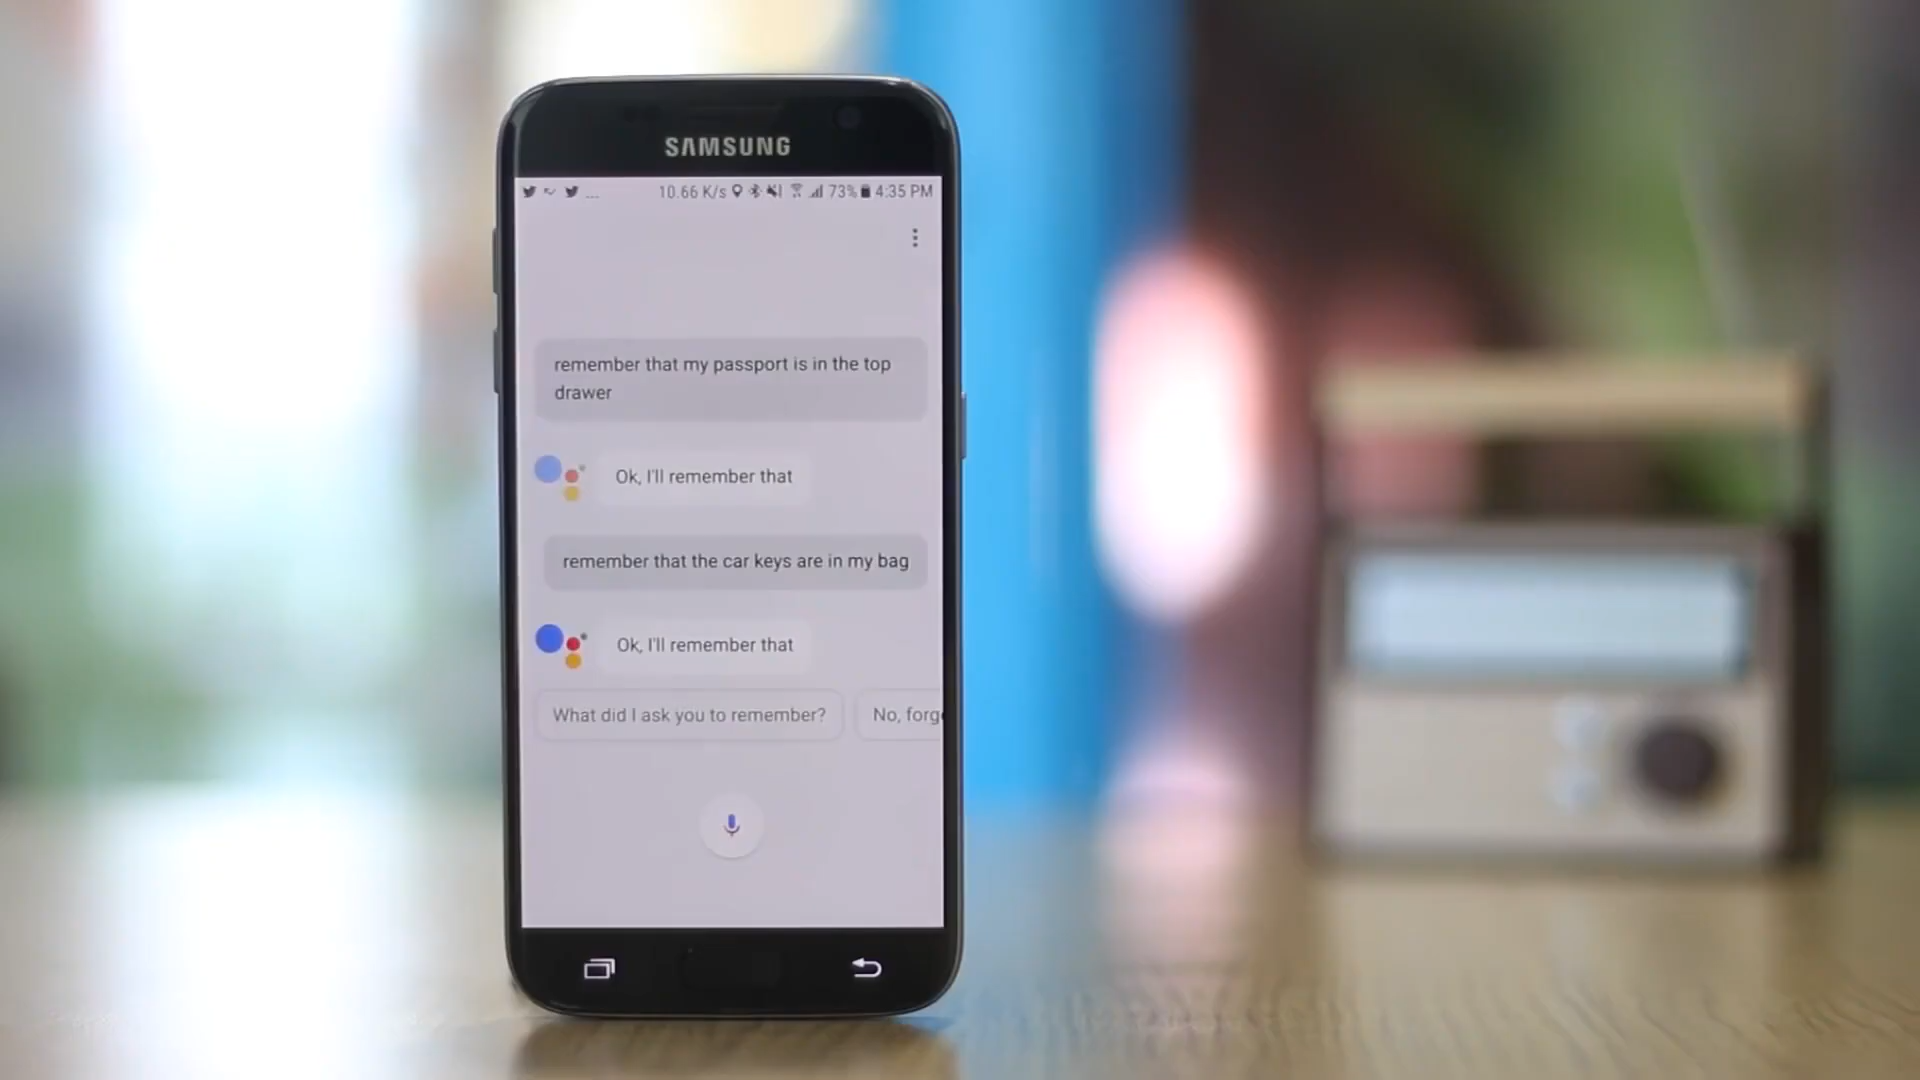 SAMSUNG
... 10.66 K/s 73% 4:35 PM
remember that my passport is in the top
drawer
Ok, I'll remember that
remember that the car keys are in my bag
Ok, I'll remember that
What did I ask you to remember? No, forg